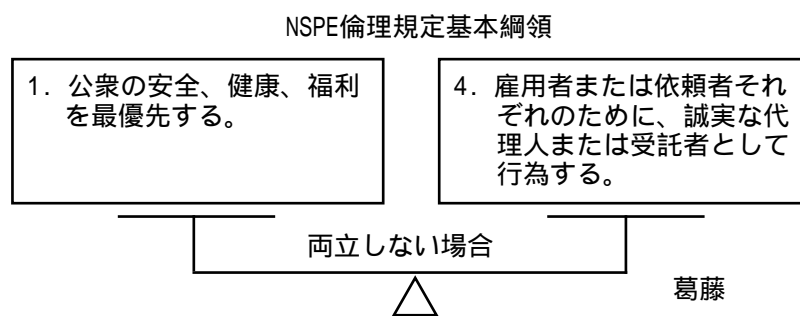 NSPE倫理規定基本綱領
1. 公衆の安全、健康、福利
を最優先する。
4. 雇用者または依頼者それ
ぞれのために、誠実な代
理人または受託者として
行為する。
両立しない場合
葛藤